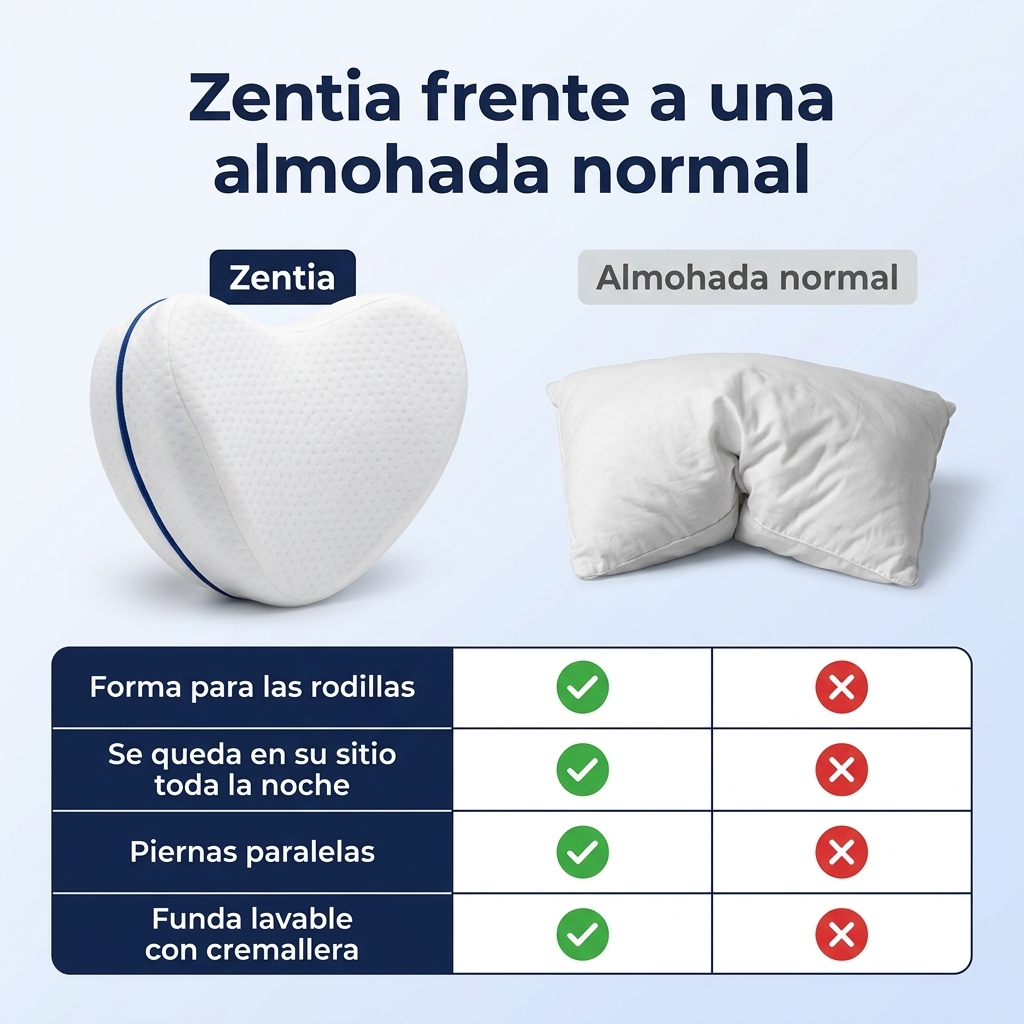 Zentia frente a una
almohada normal
Zentia
Almohada normal
Forma para las rodillas
Se queda en su sitio
toda la noche
Piernas paralelas
Funda lavable
con cremallera